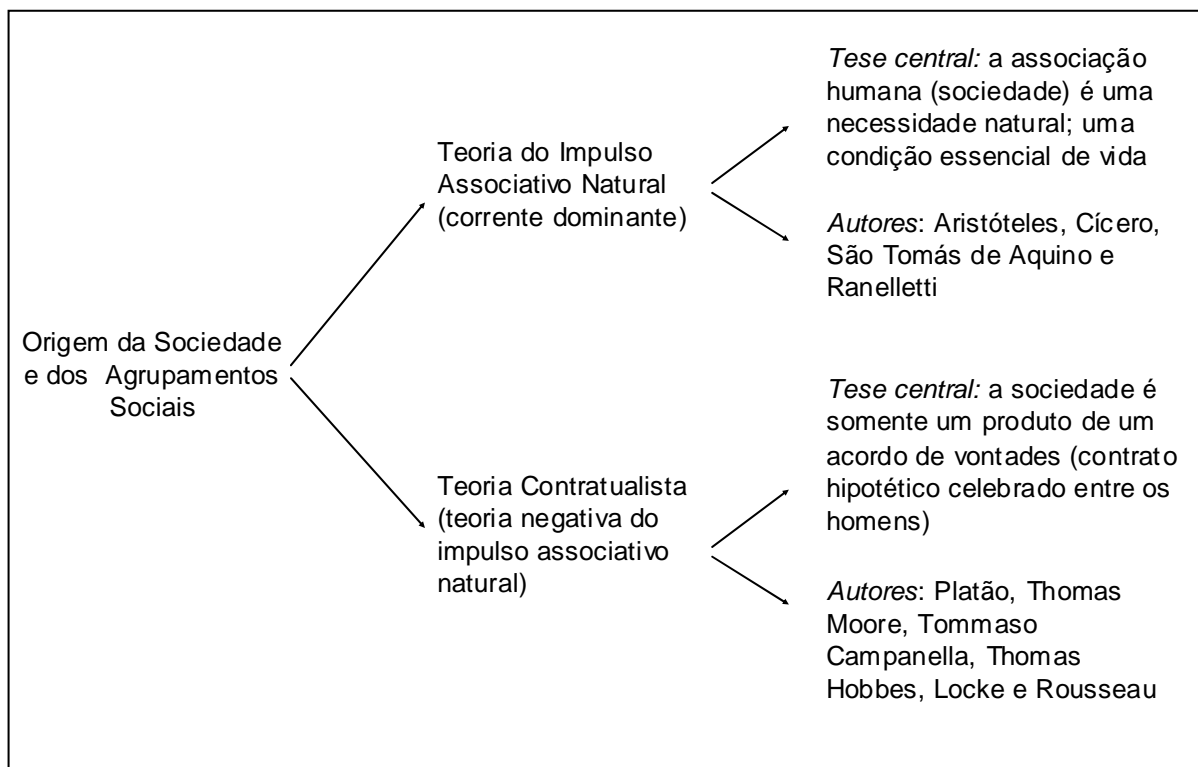 Origem da Sociedade
e dos Agrupamentos
Sociais
Teoria do Impulso
Associativo Natural
(corrente dominante)
Tese central: a associação
humana (sociedade) é uma
necessidade natural; uma
condição essencial de vida
Autores: Aristóteles, Cícero,
São Tomás de Aquino e
Ranelletti
Teoria Contratualista
(teoria negativa do
impulso associativo
natural)
Tese central: a sociedade é
somente um produto de um
acordo de vontades (contrato
hipotético celebrado entre os
homens)
Autores: Platão, Thomas
Moore, Tommaso
Campanella, Thomas
Hobbes, Locke e Rousseau